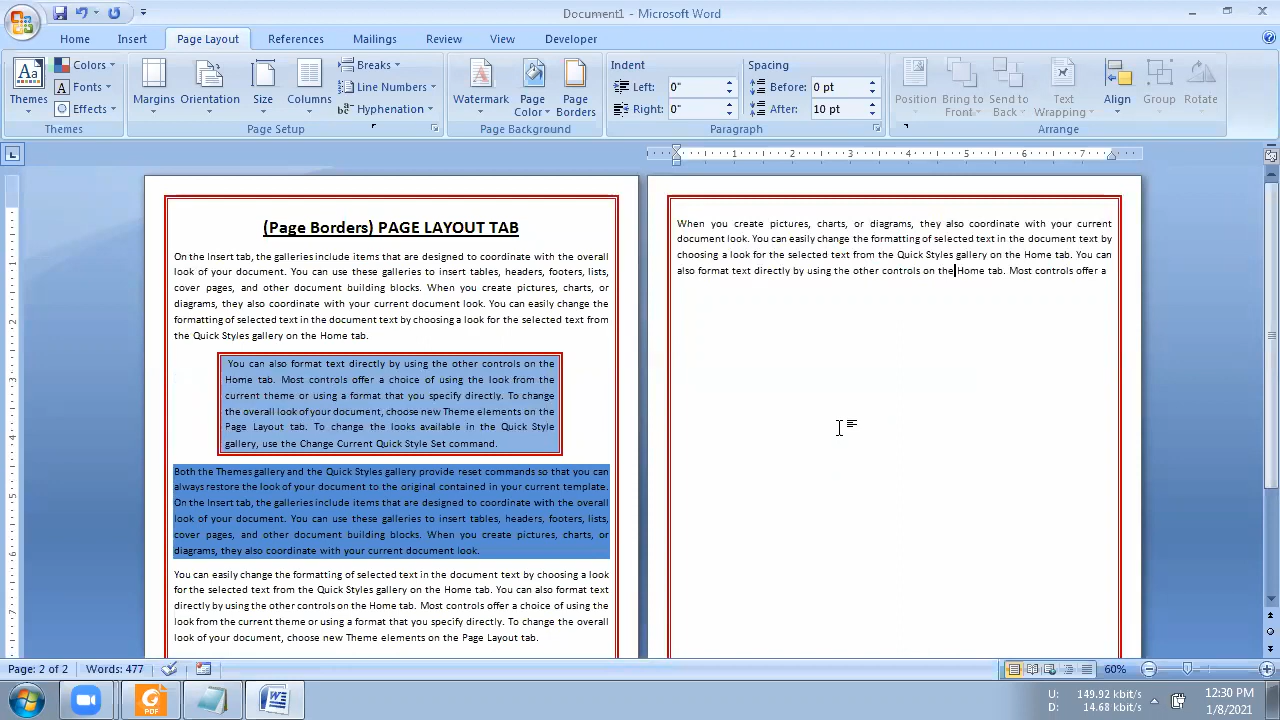 Document1 - Microsoft Word
Home Insert Page Layout References Mailings Review View Developer
Themes Colors Fonts Effects Themes
Margins Orientation Size Columns Breaks Line Numbers Hyphenation Page Setup
Watermark Page Color Page Borders Page Background
Indent Left: 0" Right: 0" Spacing Before: 0 pt After: 10 pt Paragraph
Position Bring to Front Send to Back Text Wrapping Align Group Rotate Arrange
1 2 3 4 5 6 7
1 2 3 4 5 6 7
(Page Borders) PAGE LAYOUT TAB
On the Insert tab, the galleries include items that are designed to coordinate with the overall
look of your document. You can use these galleries to insert tables, headers, footers, lists,
cover pages, and other document building blocks. When you create pictures, charts, or
diagrams, they also coordinate with your current document look. You can easily change the
formatting of selected text in the document text by choosing a look for the selected text from
the Quick Styles gallery on the Home tab.
You can also format text directly by using the other controls on the
Home tab. Most controls offer a choice of using the look from the
current theme or using a format that you specify directly. To change
the overall look of your document, choose new Theme elements on the
Page Layout tab. To change the looks available in the Quick Style
gallery, use the Change Current Quick Style Set command.
Both the Themes gallery and the Quick Styles gallery provide reset commands so that you can
always restore the look of your document to the original contained in your current template.
On the Insert tab, the galleries include items that are designed to coordinate with the overall
look of your document. You can use these galleries to insert tables, headers, footers, lists,
cover pages, and other document building blocks. When you create pictures, charts, or
diagrams, they also coordinate with your current document look.
You can easily change the formatting of selected text in the document text by choosing a look
for the selected text from the Quick Styles gallery on the Home tab. You can also format text
directly by using the other controls on the Home tab. Most controls offer a choice of using the
look from the current theme or using a format that you specify directly. To change the overall
look of your document, choose new Theme elements on the Page Layout tab.
When you create pictures, charts, or diagrams, they also coordinate with your current
document look. You can easily change the formatting of selected text in the document text by
choosing a look for the selected text from the Quick Styles gallery on the Home tab. You can
also format text directly by using the other controls on the Home tab. Most controls offer a
Page: 2 of 2 Words: 477 60%
PDF U: 149.92 kbit/s 12:30 PM
D: 14.68 kbit/s 1/8/2021